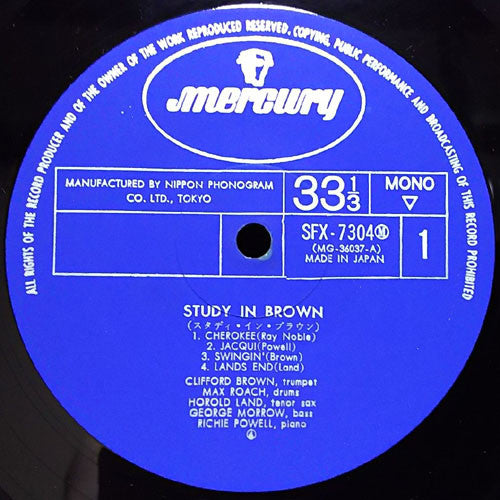 ALL RIGHTS OF THE RECORD PRODUCER AND OF THE OWNER OF THE WORK REPRODUCED RESERVED. COPYING, PUBLIC PERFORMANCE AND BROADCASTING OF THIS RECORD PROHIBITED
mercury
MANUFACTURED BY NIPPON PHONOGRAM
CO. LTD., TOKYO
33 1/3
MONO
▽
SFX-7304 Ⓜ
(MG-36037-A)
MADE IN JAPAN
1
STUDY IN BROWN
(スタディ・イン・ブラウン)
1. CHEROKEE(Ray Noble)
2. JACQUI(Powell)
3. SWINGIN'(Brown)
4. LANDS END(Land)
CLIFFORD BROWN, trumpet
MAX ROACH, drums
HOROLD LAND, tenor sax
GEORGE MORROW, bass
RICHIE POWELL, piano